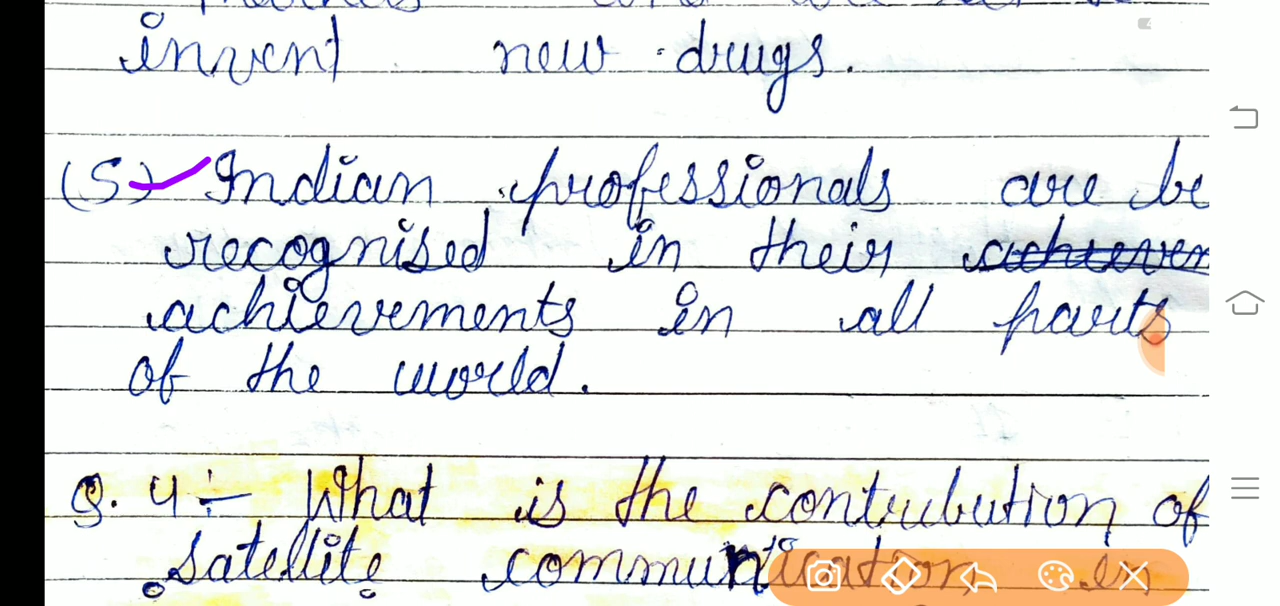 invent new drugs.
(5) Indian professionals are be
recognised in their
achievements in all parts
of the world.
Q. 4÷ What is the contribution of
satellite communication in